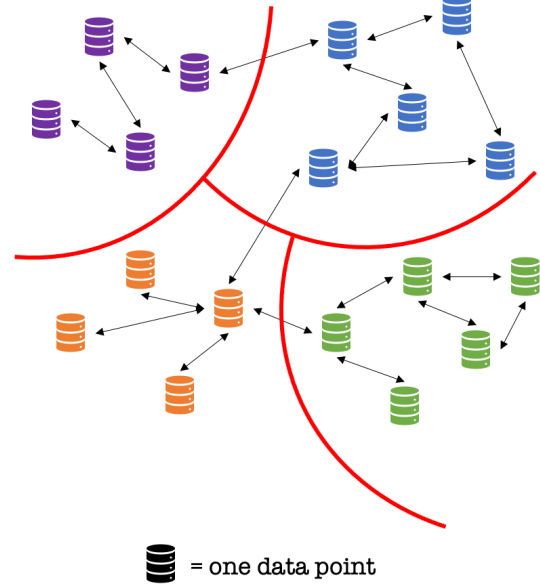 = one data point